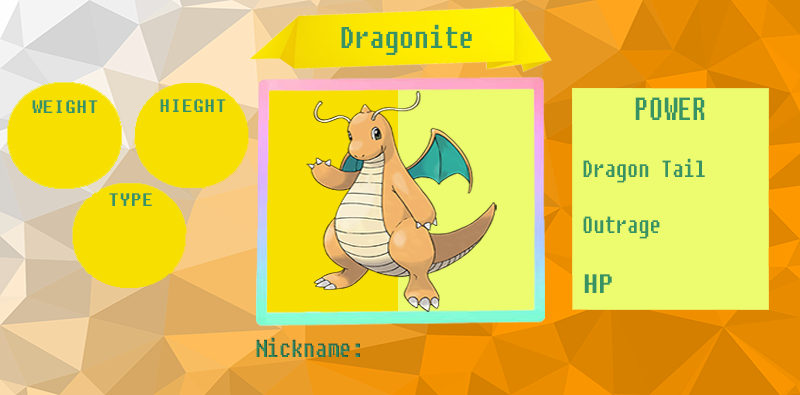 Dragonite
WEIGHT
HIEGHT
TYPE
POWER
Dragon Tail
Outrage
HP
Nickname: